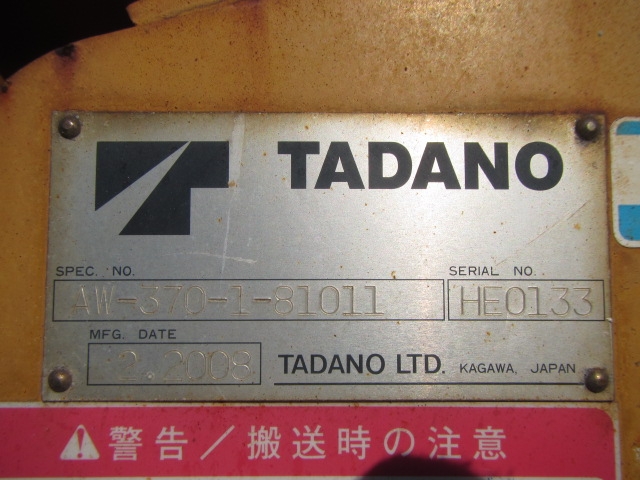 TADANO
SPEC. NO.
SERIAL NO.
AW-370-1-81011
HE0133
MFG. DATE
2.2008
TADANO LTD. KAGAWA, JAPAN
警告/搬送時の注意